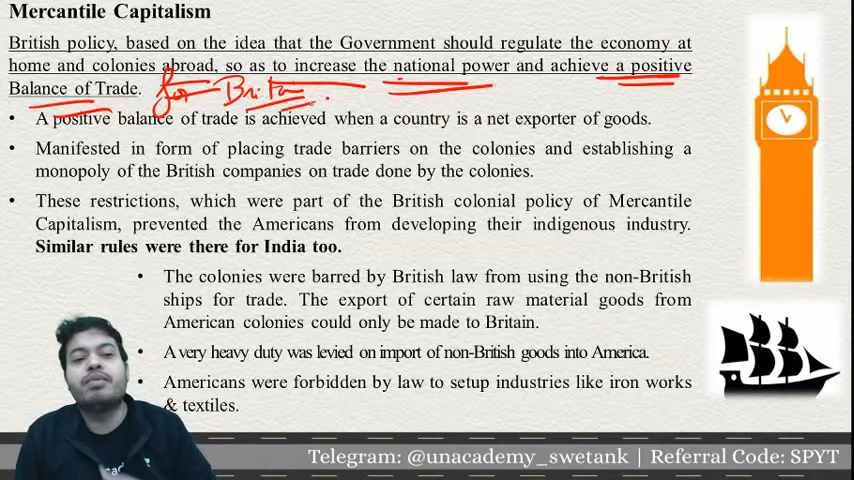 Mercantile Capitalism
British policy, based on the idea that the Government should regulate the economy at
home and colonies abroad, so as to increase the national power and achieve a positive
Balance of Trade. for Britain.
• A positive balance of trade is achieved when a country is a net exporter of goods.
• Manifested in form of placing trade barriers on the colonies and establishing a
monopoly of the British companies on trade done by the colonies.
• These restrictions, which were part of the British colonial policy of Mercantile
Capitalism, prevented the Americans from developing their indigenous industry.
Similar rules were there for India too.
• The colonies were barred by British law from using the non-British
ships for trade. The export of certain raw material goods from
American colonies could only be made to Britain.
• A very heavy duty was levied on import of non-British goods into America.
• Americans were forbidden by law to setup industries like iron works
& textiles.
Telegram: @unacademy_swetank | Referral Code: SPYT